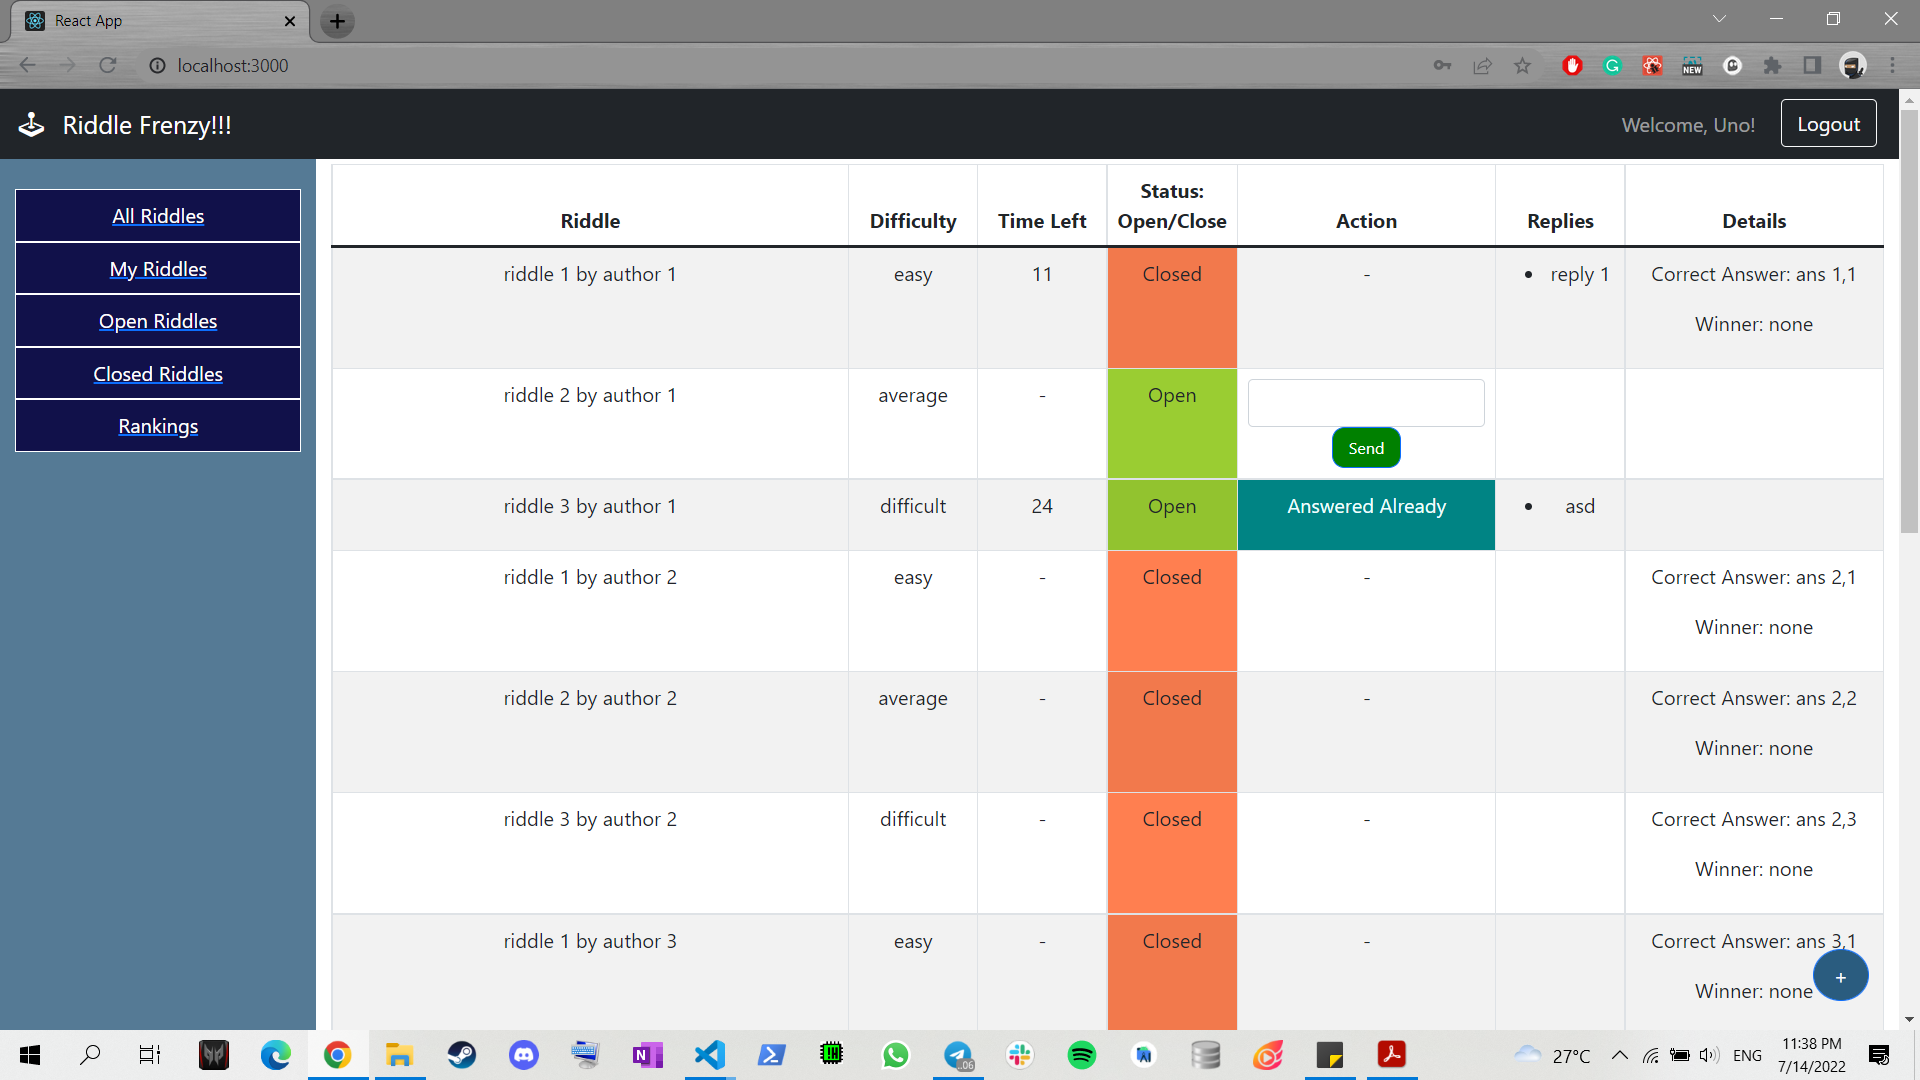 React App
localhost:3000
NEW
Riddle Frenzy!!!
Welcome, Uno!
Logout
All Riddles
My Riddles
Open Riddles
Closed Riddles
Rankings
Riddle Difficulty Time Left Status: Open/Close Action Replies Details
riddle 1 by author 1 easy 11 Closed - • reply 1 Correct Answer: ans 1,1
Winner: none
riddle 2 by author 1 average - Open
Send
riddle 3 by author 1 difficult 24 Open Answered Already • asd
riddle 1 by author 2 easy - Closed - Correct Answer: ans 2,1
Winner: none
riddle 2 by author 2 average - Closed - Correct Answer: ans 2,2
Winner: none
riddle 3 by author 2 difficult - Closed - Correct Answer: ans 2,3
Winner: none
riddle 1 by author 3 easy - Closed - Correct Answer: ans 3,1
Winner: none
+
27°C ENG 11:38 PM
7/14/2022